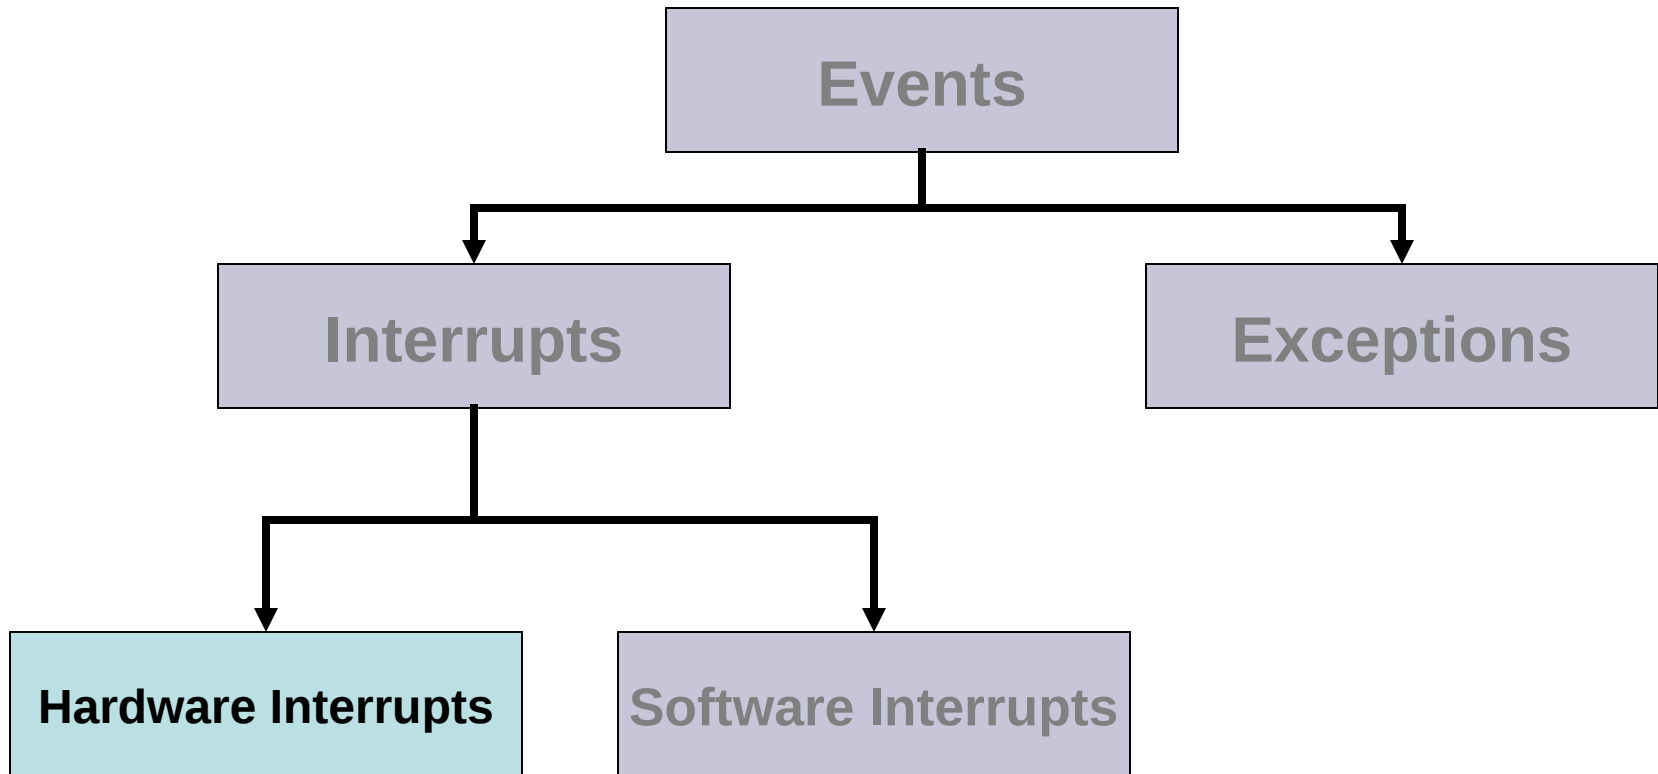 Events
Interrupts
Exceptions
Hardware Interrupts
Software Interrupts